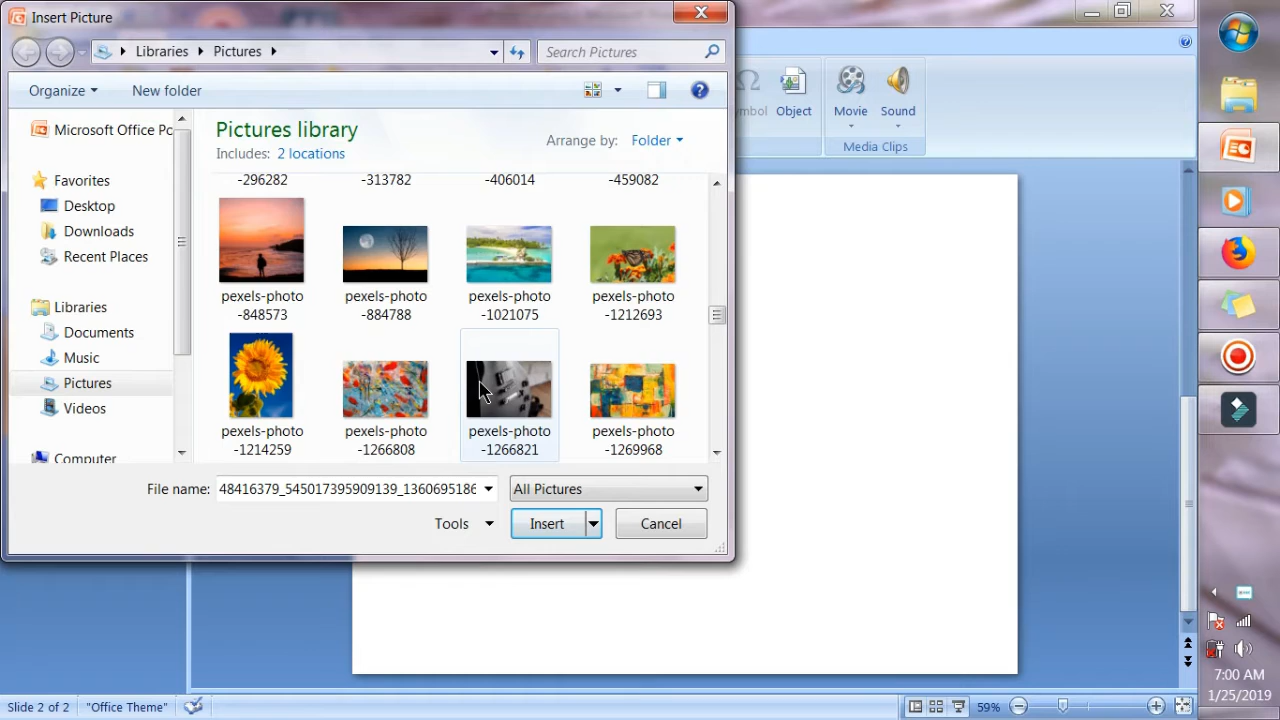 Insert Picture
Libraries
Pictures
Search Pictures
Organize
New folder
Microsoft Office Po
Favorites
Desktop
Downloads
Recent Places
Libraries
Documents
Music
Pictures
Videos
Computer
Pictures library
Includes: 2 locations
Arrange by: Folder
-296282
-313782
-406014
-459082
pexels-photo
-848573
pexels-photo
-884788
pexels-photo
-1021075
pexels-photo
-1212693
pexels-photo
-1214259
pexels-photo
-1266808
pexels-photo
-1266821
pexels-photo
-1269968
File name: 48416379_545017395909139_1360695186
All Pictures
Tools
Insert
Cancel
ymbol
Object
Movie
Sound
Media Clips
Slide 2 of 2
"Office Theme"
59%
7:00 AM
1/25/2019